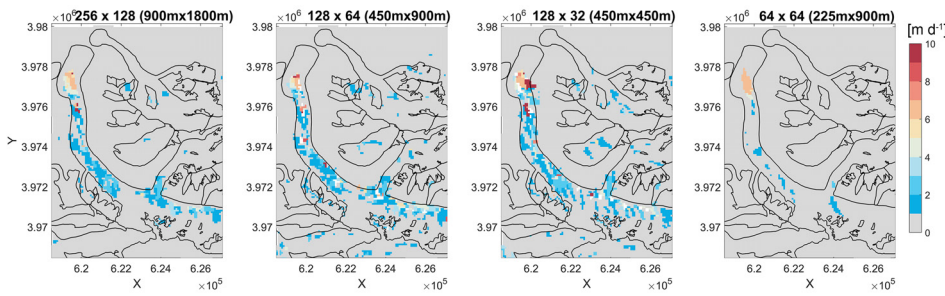 ×10⁶ 256 x 128 (900mx1800m)
×10⁶ 128 x 64 (450mx900m)
×10⁶ 128 x 32 (450mx450m)
×10⁶ 64 x 64 (225mx900m)
[m d⁻¹]
3.98
3.978
3.976
3.974
3.972
3.97
Y
3.98
3.978
3.976
3.974
3.972
3.97
3.98
3.978
3.976
3.974
3.972
3.97
3.98
3.978
3.976
3.974
3.972
3.97
10
8
6
4
2
0
6.2 6.22 6.24 6.26
6.2 6.22 6.24 6.26
6.2 6.22 6.24 6.26
6.2 6.22 6.24 6.26
X ×10⁵
X ×10⁵
X ×10⁵
X ×10⁵